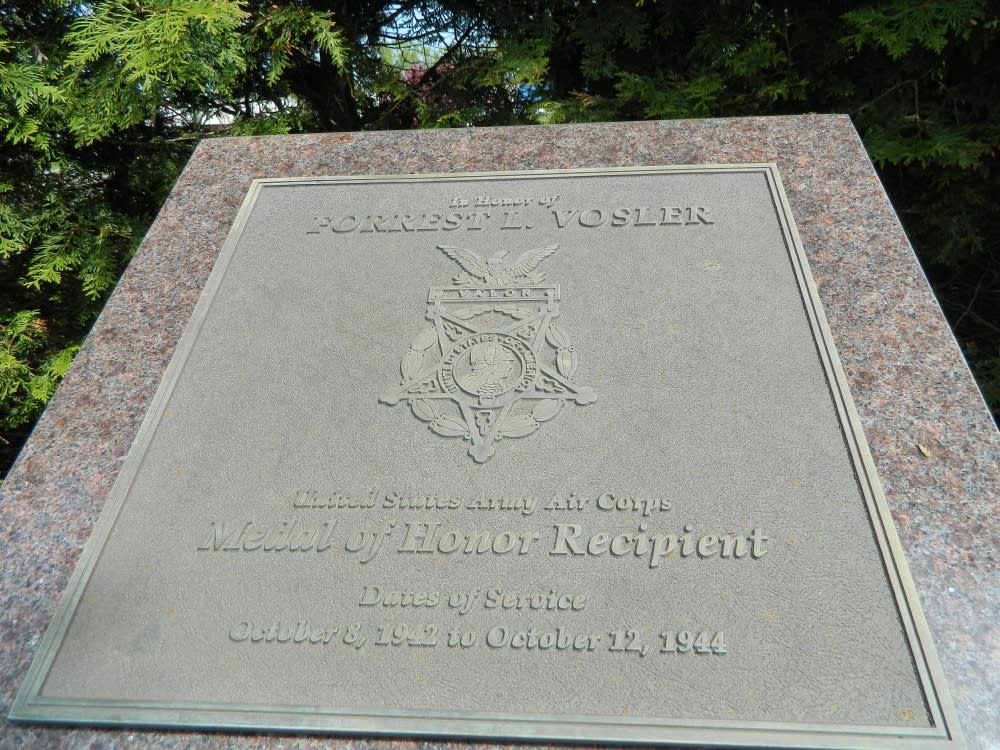 In Honor of
FORREST L. VOSLER
VALOR
UNITED STATES OF AMERICA
United States Army Air Corps
Medal of Honor Recipient
Dates of Service
October 8, 1942 to October 12, 1944